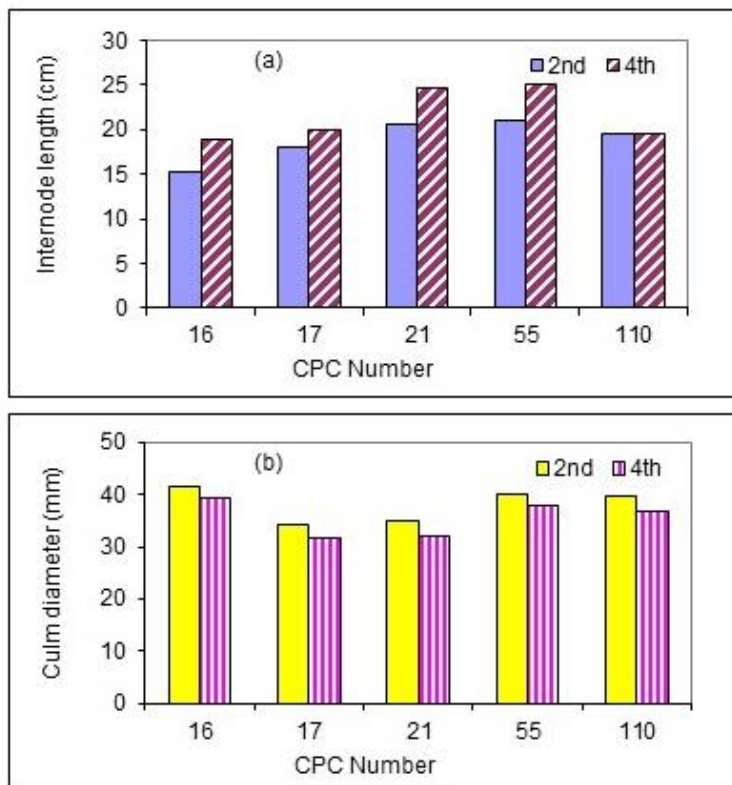 (a)
2nd 4th
Internode length (cm)
30
25
20
15
10
5
0
16 17 21 55 110
CPC Number
(b)
2nd 4th
Culm diameter (mm)
50
40
30
20
10
0
16 17 21 55 110
CPC Number